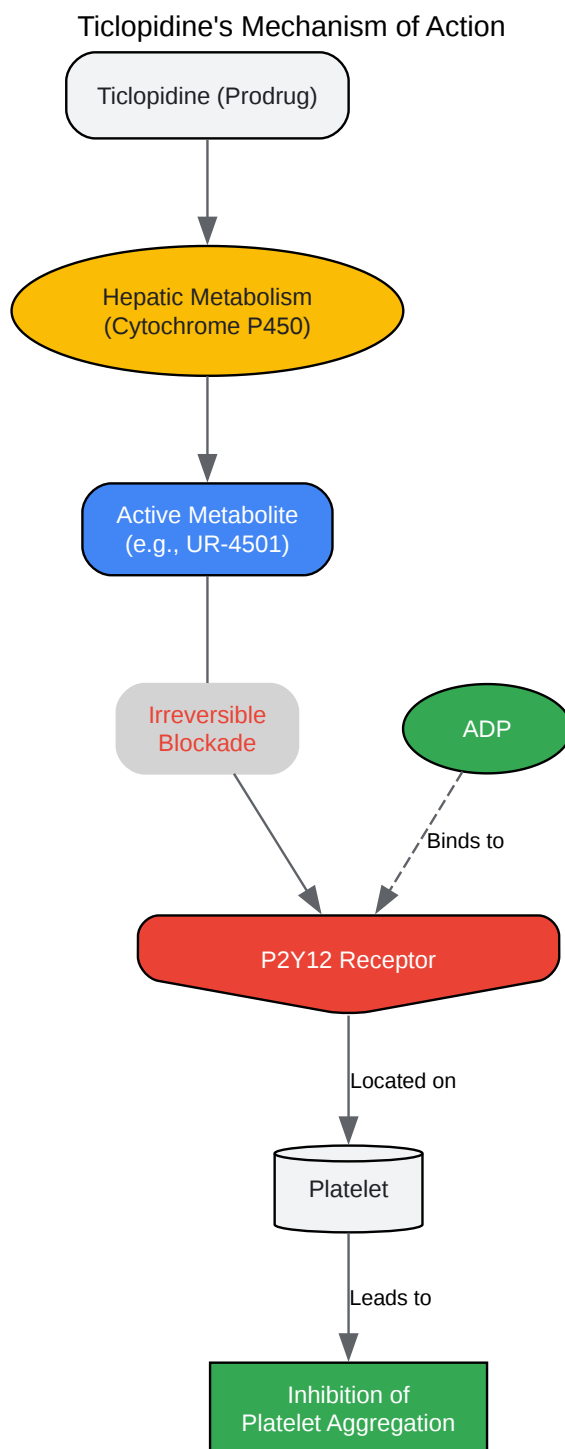 Ticlopidine's Mechanism of Action
Ticlopidine (Prodrug)
Hepatic Metabolism
(Cytochrome P450)
Active Metabolite
(e.g., UR-4501)
Irreversible
Blockade
ADP
Binds to
P2Y12 Receptor
Located on
Platelet
Leads to
Inhibition of
Platelet Aggregation